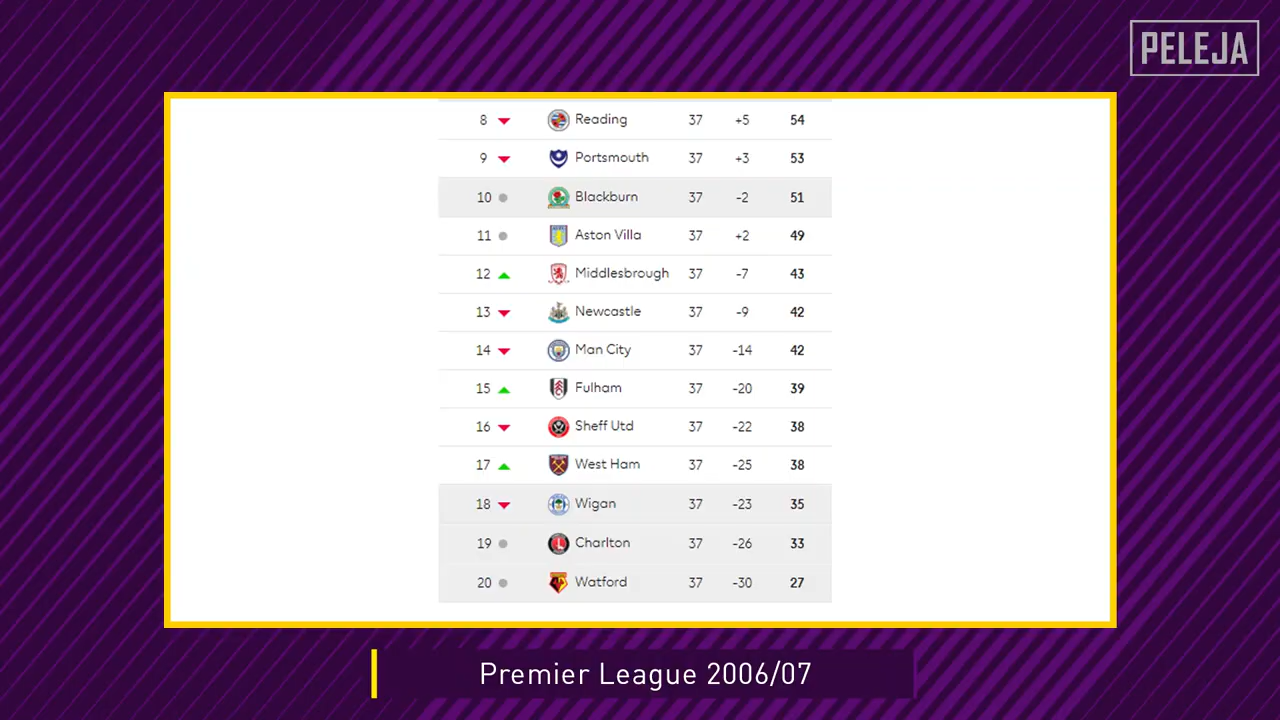 PELEJA
8 Reading 37 +5 54
9 Portsmouth 37 +3 53
10 Blackburn 37 -2 51
11 Aston Villa 37 +2 49
12 Middlesbrough 37 -7 43
13 Newcastle 37 -9 42
14 Man City 37 -14 42
15 Fulham 37 -20 39
16 Sheff Utd 37 -22 38
17 West Ham 37 -25 38
18 Wigan 37 -23 35
19 Charlton 37 -26 33
20 Watford 37 -30 27
Premier League 2006/07